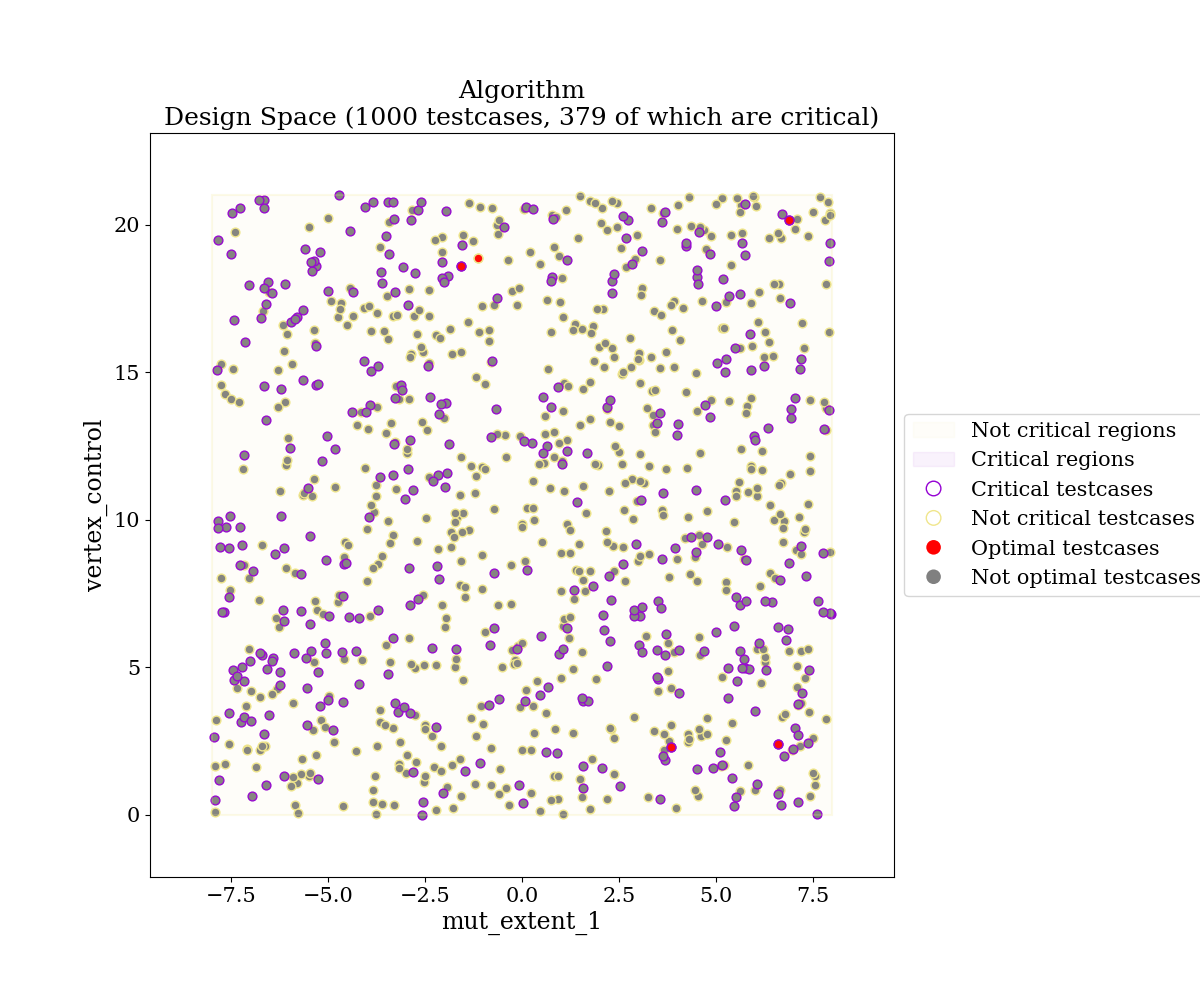 Algorithm
Design Space (1000 testcases, 379 of which are critical)
20
15
10
5
0
vertex_control
−7.5
−5.0
−2.5
0.0
2.5
5.0
7.5
mut_extent_1
Not critical regions
Critical regions
Critical testcases
Not critical testcases
Optimal testcases
Not optimal testcases